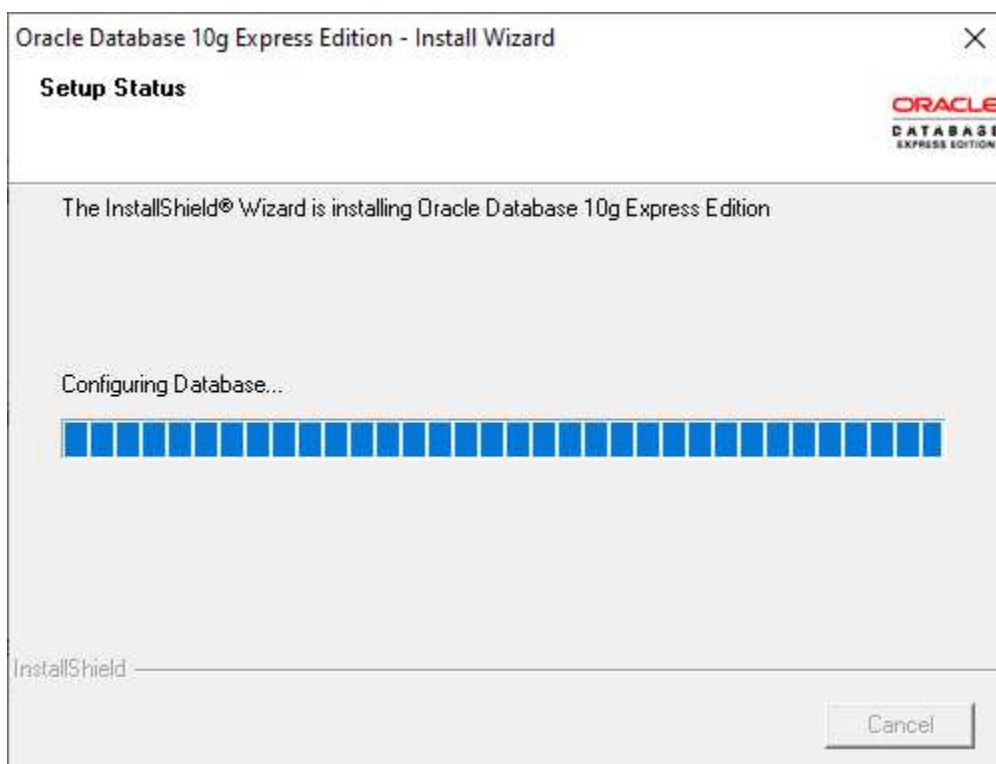 Oracle Database 10g Express Edition - Install Wizard
Setup Status
ORACLE
DATABASE
EXPRESS EDITION
The InstallShield® Wizard is installing Oracle Database 10g Express Edition
Configuring Database...
InstallShield
Cancel